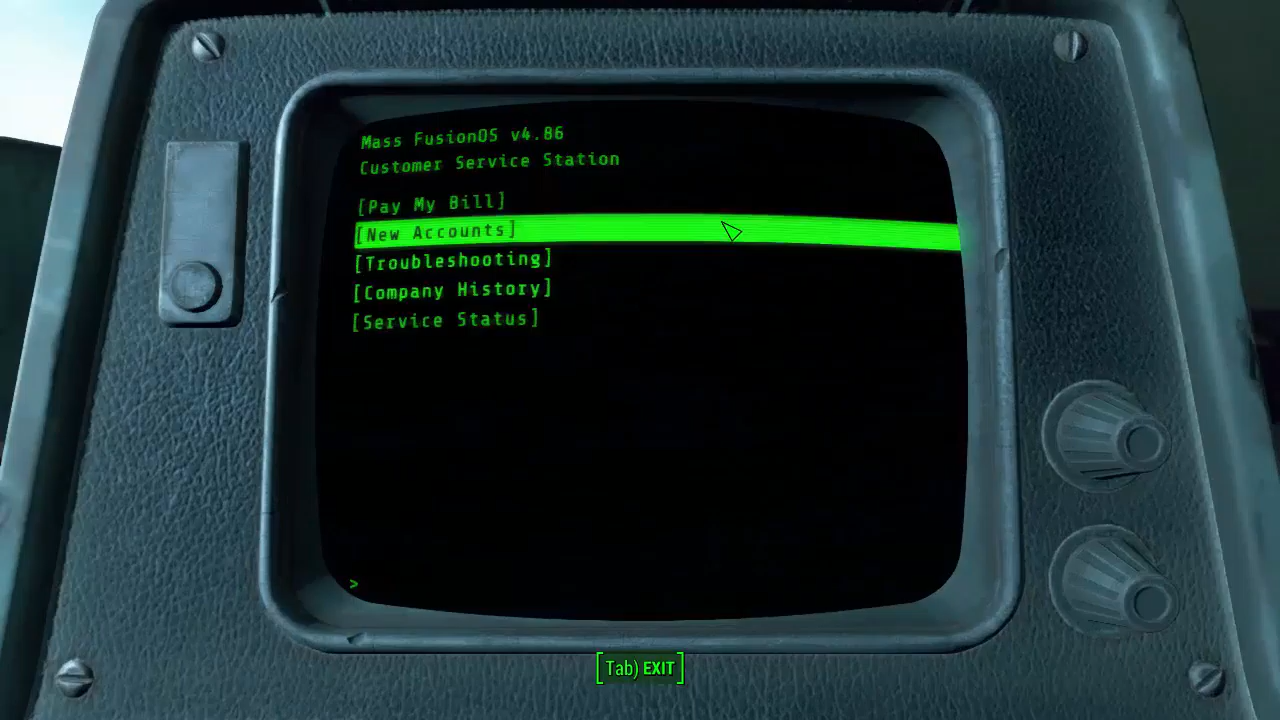 Mass FusionOS v4.86
Customer Service Station
[Pay My Bill]
[New Accounts]
[Troubleshooting]
[Company History]
[Service Status]
>
[Tab) EXIT]